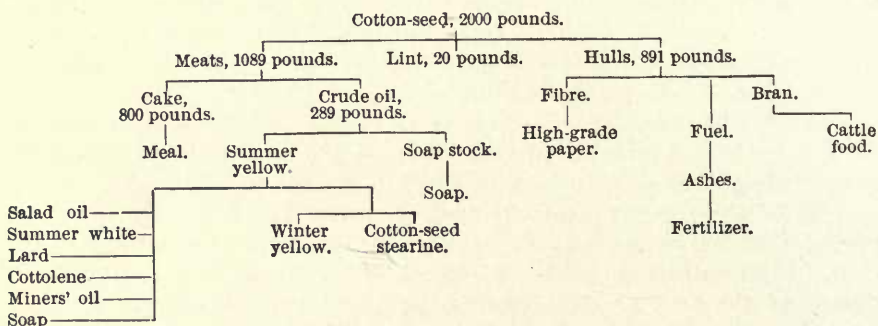 Cotton-seed, 2000 pounds.
Meats, 1089 pounds.
Lint, 20 pounds.
Hulls, 891 pounds.
Cake,
800 pounds.
Crude oil,
289 pounds.
Fibre.
Bran.
Meal.
Summer
yellow.
Soap stock.
High-grade
paper.
Fuel.
Cattle
food.
Soap.
Ashes.
Salad oil
Summer white
Lard
Cottolene
Miners' oil
Soap
Winter
yellow.
Cotton-seed
stearine.
Fertilizer.